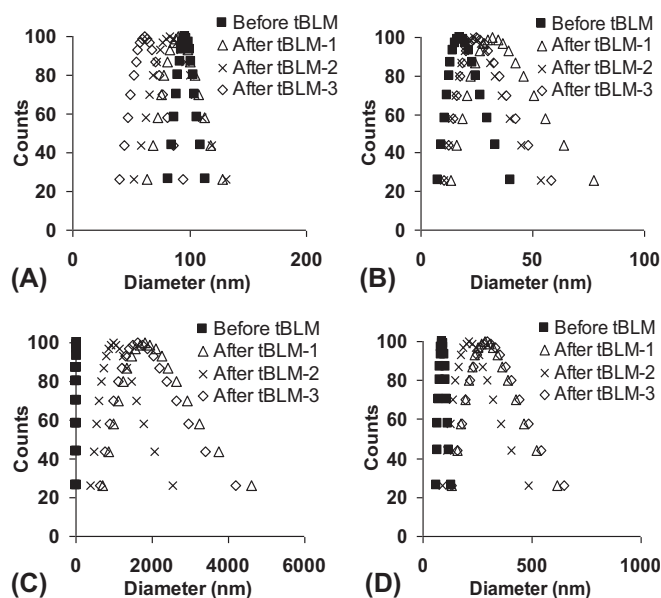 100
80
60
40
20
0
Counts
0 100 200
Diameter (nm)
Before tBLM
After tBLM-1
After tBLM-2
After tBLM-3
(A)
100
80
60
40
20
0
Counts
0 50 100
Diameter (nm)
Before tBLM
After tBLM-1
After tBLM-2
After tBLM-3
(B)
100
80
60
40
20
0
Counts
0 2000 4000 6000
Diameter (nm)
Before tBLM
After tBLM-1
After tBLM-2
After tBLM-3
(C)
100
80
60
40
20
0
Counts
0 500 1000
Diameter (nm)
Before tBLM
After tBLM-1
After tBLM-2
After tBLM-3
(D)